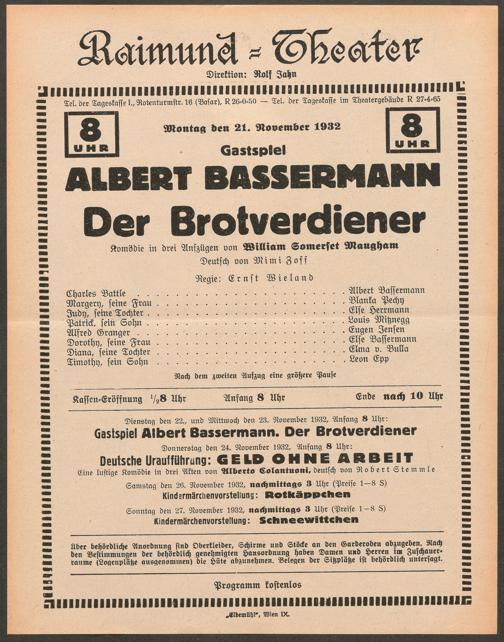 Raimund-Theater
Direktion: Rolf Jahn
Tel. der Tageskasse I., Rotenturmstr. 16 (Basar), R 26-0-50 — Tel. der Tageskasse im Theatergebäude R 27-4-65
8 UHR
Montag den 21. November 1932
8 UHR
Gastspiel
ALBERT BASSERMANN
Der Brotverdiener
Komödie in drei Aufzügen von William Somerset Maugham
Deutsch von Mimi Zoff
Regie: Ernst Wieland
Charles Battle . . . Albert Bassermann
Margery, seine Frau . . . Blanka Pechy
Judy, seine Tochter . . . Else Herrmann
Patrick, sein Sohn . . . Louis Mitznegg
Alfred Granger . . . Eugen Jensen
Dorothy, seine Frau . . . Else Bassermann
Diana, seine Tochter . . . Elma v. Bulla
Timothy, sein Sohn . . . Leon Epp
Nach dem zweiten Aufzug eine größere Pause
Kassen-Eröffnung ½8 Uhr Anfang 8 Uhr Ende nach 10 Uhr
Dienstag den 22., und Mittwoch den 23. November 1932, Anfang 8 Uhr:
Gastspiel Albert Bassermann. Der Brotverdiener
Donnerstag den 24. November 1932, Anfang 8 Uhr:
Deutsche Uraufführung: GELD OHNE ARBEIT
Eine lustige Komödie in drei Akten von Alberto Colantuoni, deutsch von Robert Stemmle
Samstag den 26. November 1932, nachmittags 3 Uhr (Preise 1—8 S)
Kindermärchenvorstellung: Rotkäppchen
Sonntag den 27. November 1932, nachmittags 3 Uhr (Preise 1—8 S)
Kindermärchenvorstellung: Schneewittchen
Über behördliche Anordnung sind Oberkleider, Schirme und Stöcke an den Garderoben abzugeben. Nach
den Bestimmungen der behördlich genehmigten Hausordnung haben Damen und Herren im Zuschauer-
raume (Logenplätze ausgenommen) die Hüte abzunehmen. Belegen der Sitzplätze ist behördlich untersagt.
Programm kostenlos
„Elbemühl“, Wien IX.